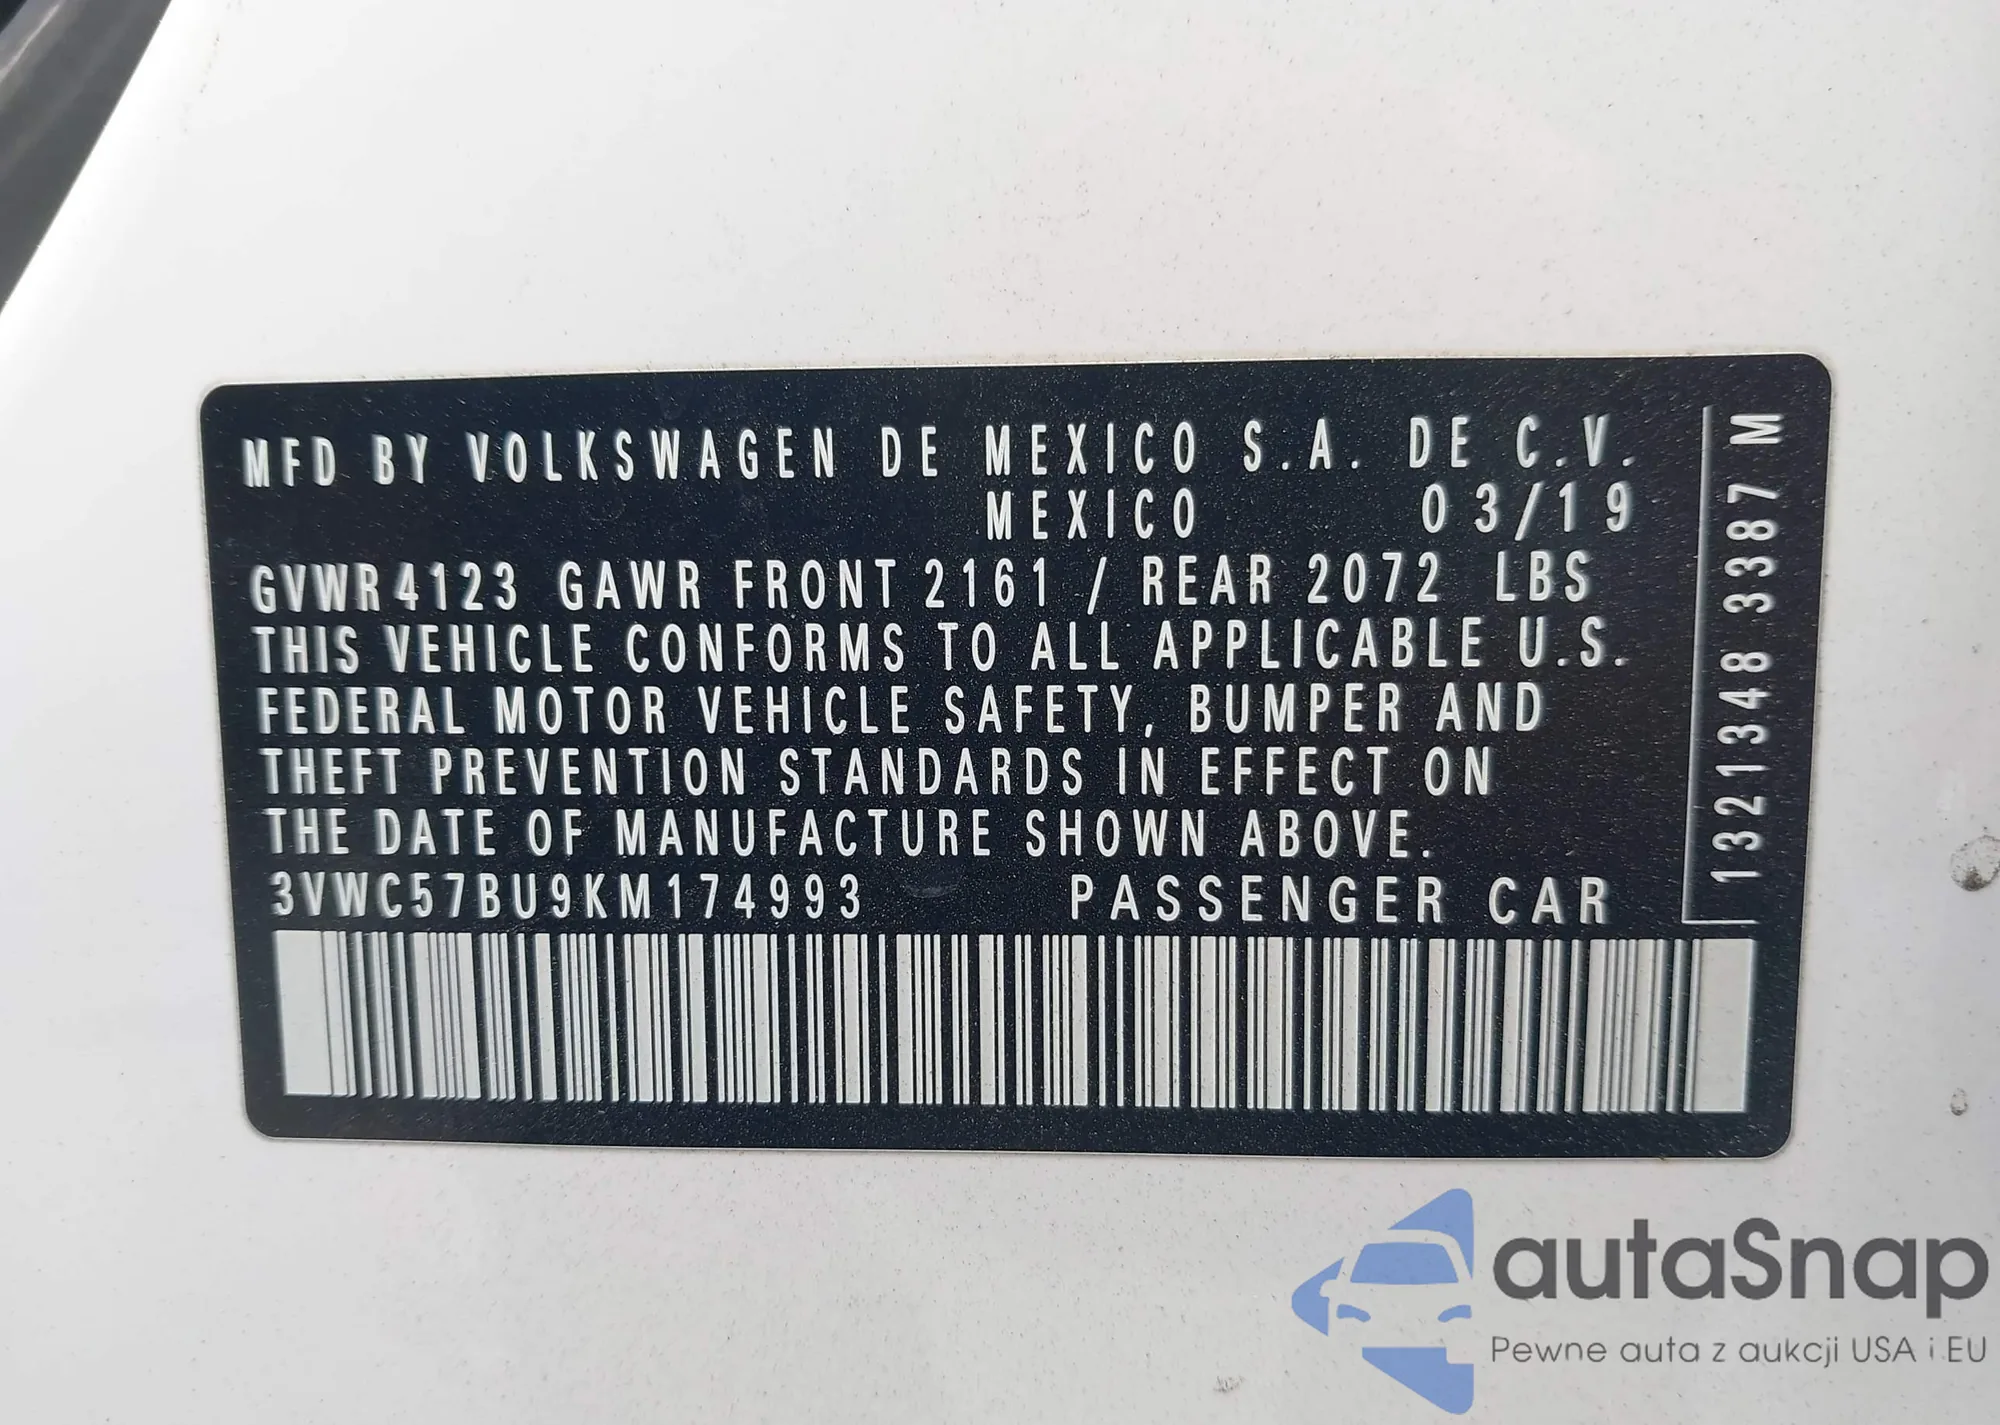 MFD BY VOLKSWAGEN DE MEXICO S.A. DE C.V.
MEXICO 03/19
GVWR 4123 GAWR FRONT 2161 / REAR 2072 LBS
THIS VEHICLE CONFORMS TO ALL APPLICABLE U.S.
FEDERAL MOTOR VEHICLE SAFETY, BUMPER AND
THEFT PREVENTION STANDARDS IN EFFECT ON
THE DATE OF MANUFACTURE SHOWN ABOVE.
3VWC57BU9KM174993 PASSENGER CAR
1321348 3387 M
autaSnap
Pewne auta z aukcji USA i EU